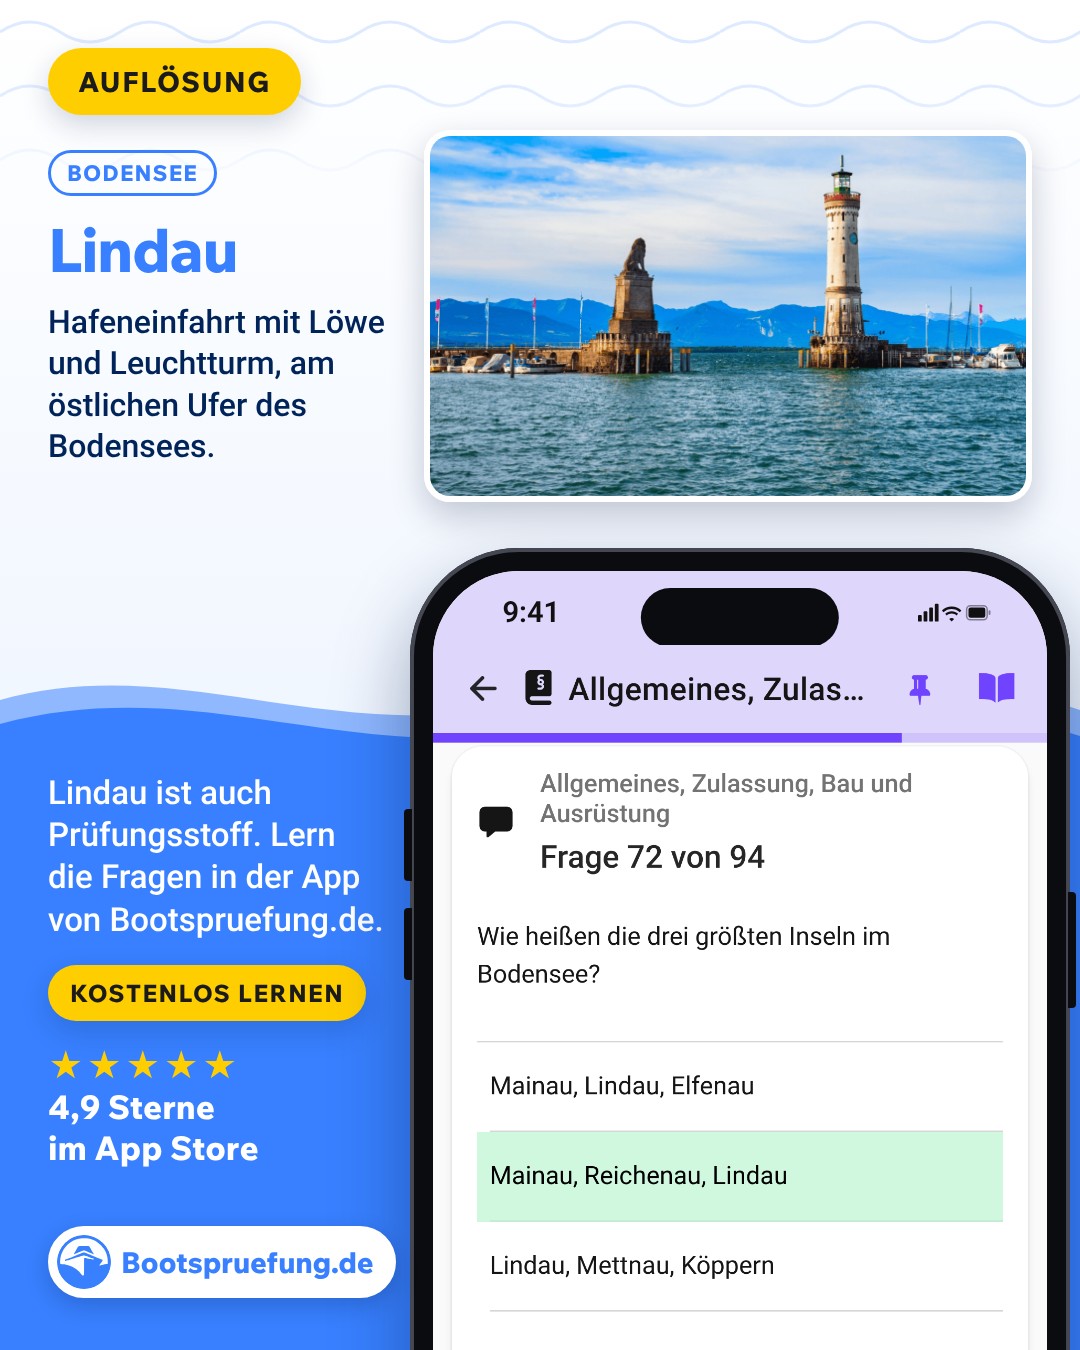 AUFLÖSUNG
BODENSEE
Lindau
Hafeneinfahrt mit Löwe
und Leuchtturm, am
östlichen Ufer des
Bodensees.
9:41
§
Allgemeines, Zulas...
Allgemeines, Zulassung, Bau und
Ausrüstung
Frage 72 von 94
Wie heißen die drei größten Inseln im
Bodensee?
Mainau, Lindau, Elfenau
Mainau, Reichenau, Lindau
Lindau, Mettnau, Köppern
Lindau ist auch
Prüfungsstoff. Lern
die Fragen in der App
von Bootspruefung.de.
KOSTENLOS LERNEN
4,9 Sterne
im App Store
Bootspruefung.de